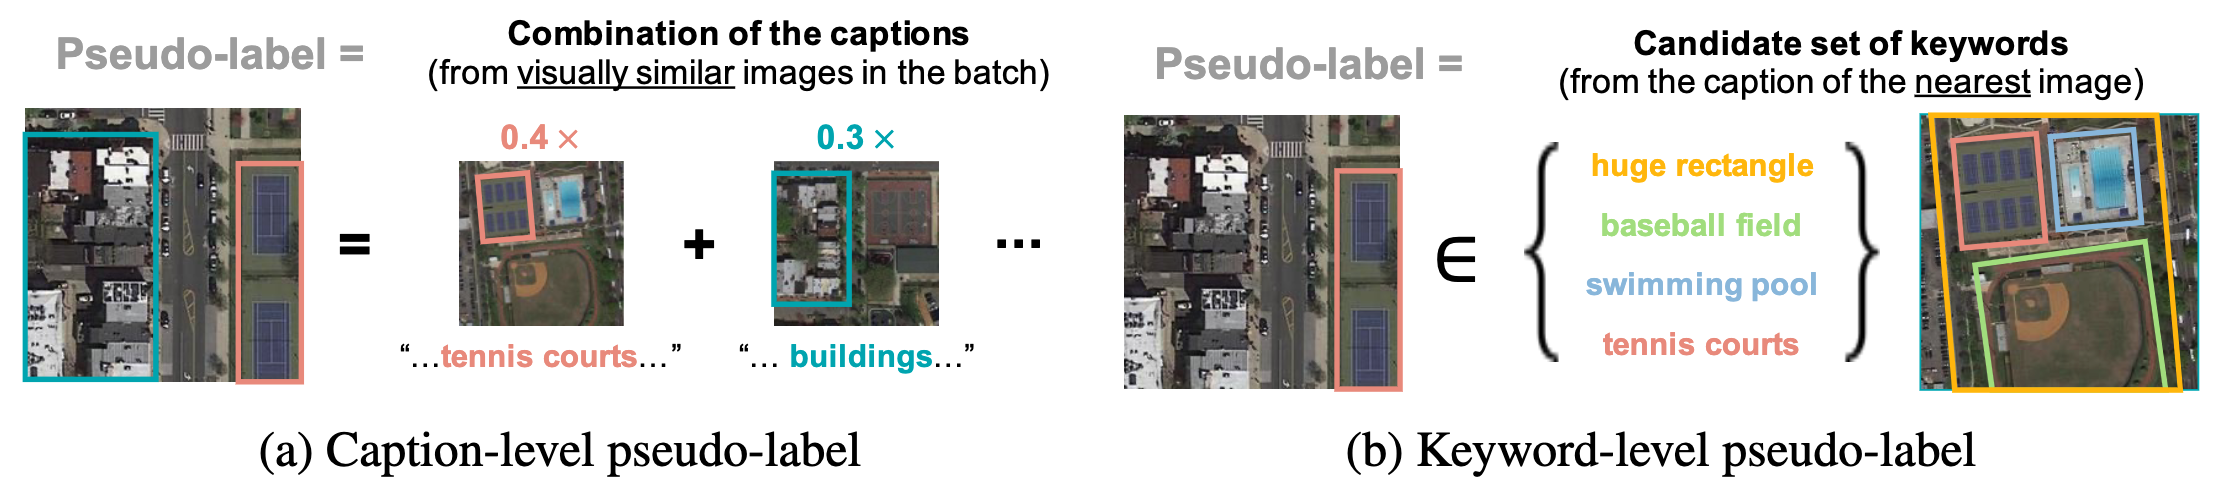 Pseudo-label =
Combination of the captions
(from visually similar images in the batch)
0.4 ×
0.3 ×
=
+
...
“...tennis courts...”
“... buildings...”
(a) Caption-level pseudo-label
Pseudo-label =
Candidate set of keywords
(from the caption of the nearest image)
∈
{
huge rectangle
baseball field
swimming pool
tennis courts
}
(b) Keyword-level pseudo-label